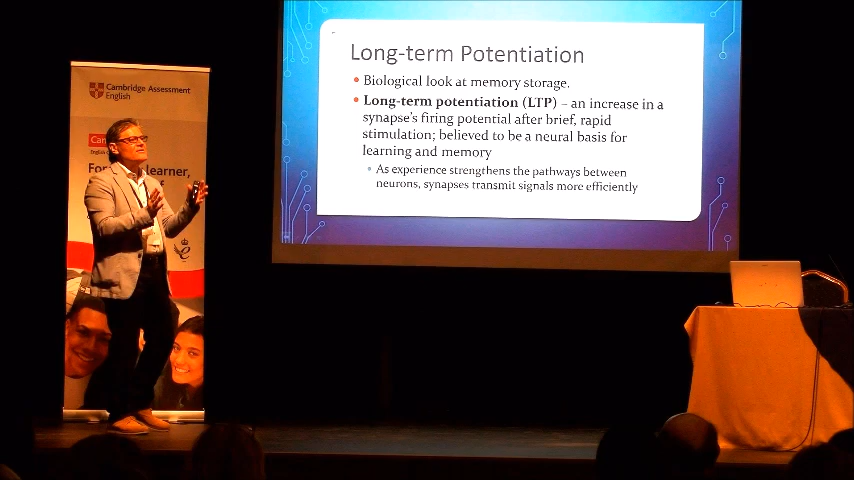 Long-term Potentiation
Biological look at memory storage.
Long-term potentiation (LTP) – an increase in a
synapse's firing potential after brief, rapid
stimulation; believed to be a neural basis for
learning and memory
As experience strengthens the pathways between
neurons, synapses transmit signals more efficiently
Cambridge Assessment
English